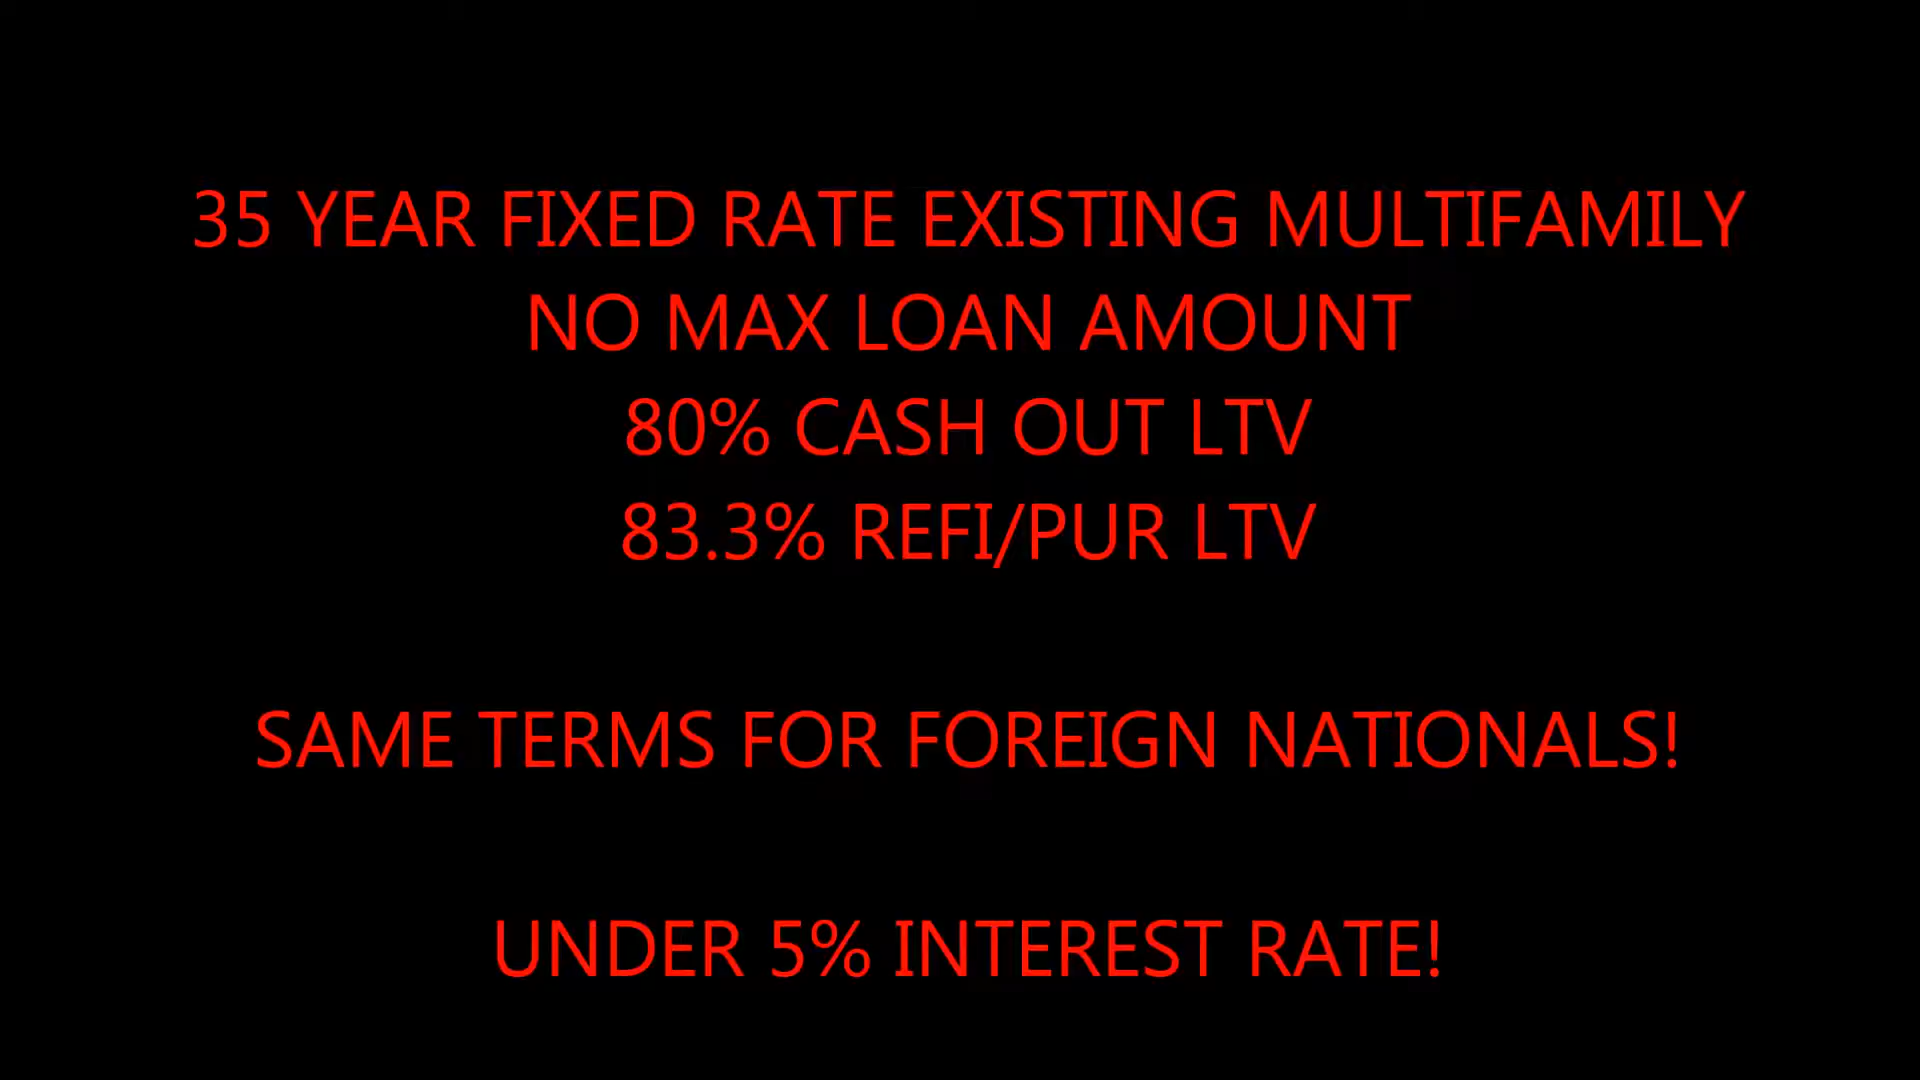 35 YEAR FIXED RATE EXISTING MULTIFAMILY
NO MAX LOAN AMOUNT
80% CASH OUT LTV
83.3% REFI/PUR LTV
SAME TERMS FOR FOREIGN NATIONALS!
UNDER 5% INTEREST RATE!